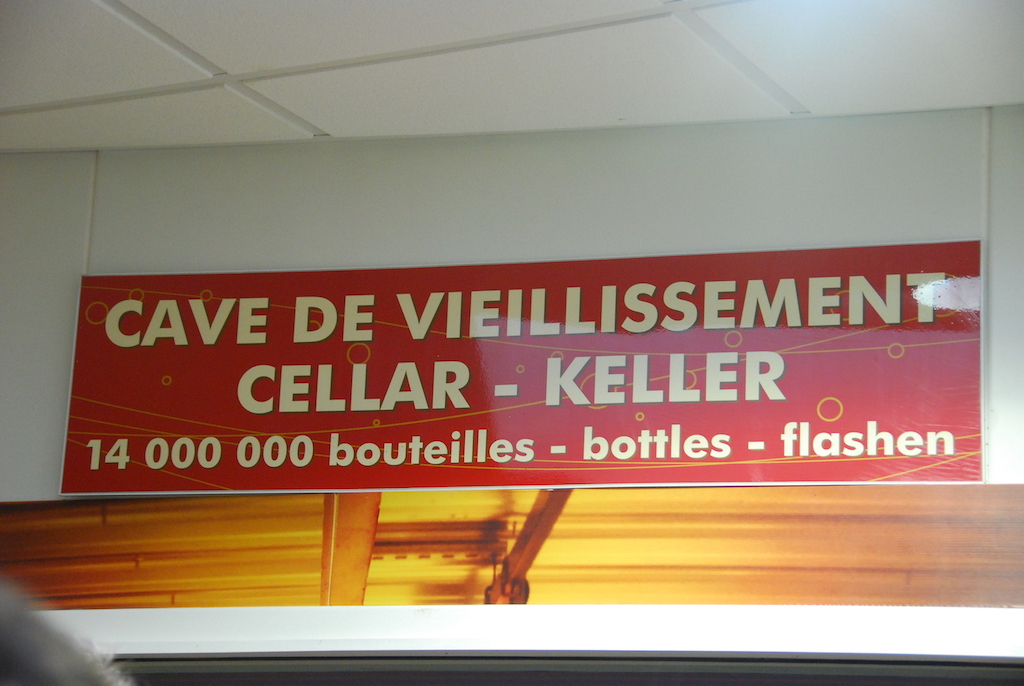 CAVE DE VIEILLISSEMENT
CELLAR - KELLER
14 000 000 bouteilles - bottles - flashen